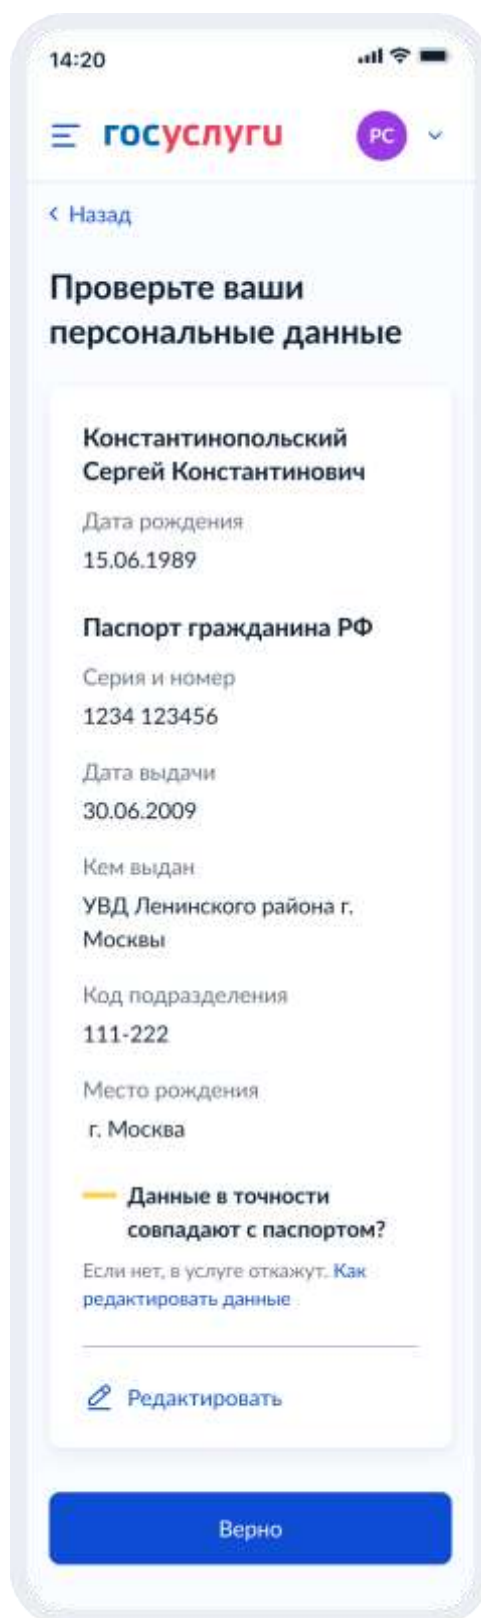 14:20
госуслуги
РС
Назад
Проверьте ваши
персональные данные
Константинопольский
Сергей Константинович
Дата рождения
15.06.1989
Паспорт гражданина РФ
Серия и номер
1234 123456
Дата выдачи
30.06.2009
Кем выдан
УВД Ленинского района г.
Москвы
Код подразделения
111-222
Место рождения
г. Москва
Данные в точности
совпадают с паспортом?
Если нет, в услуге откажут. Как
редактировать данные
Редактировать
Верно